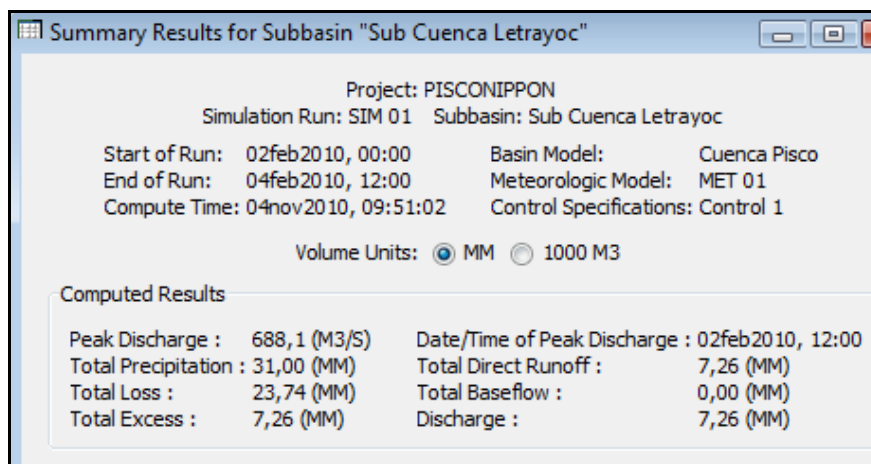 Summary Results for Subbasin "Sub Cuenca Letrayoc"
Project: PISCONIPPON
Simulation Run: SIM 01 Subbasin: Sub Cuenca Letrayoc
Start of Run: 02feb2010, 00:00 Basin Model: Cuenca Pisco
End of Run: 04feb2010, 12:00 Meteorologic Model: MET 01
Compute Time: 04nov2010, 09:51:02 Control Specifications: Control 1
Volume Units: MM 1000 M3
Computed Results
Peak Discharge : 688,1 (M3/S) Date/Time of Peak Discharge : 02feb2010, 12:00
Total Precipitation : 31,00 (MM) Total Direct Runoff : 7,26 (MM)
Total Loss : 23,74 (MM) Total Baseflow : 0,00 (MM)
Total Excess : 7,26 (MM) Discharge : 7,26 (MM)